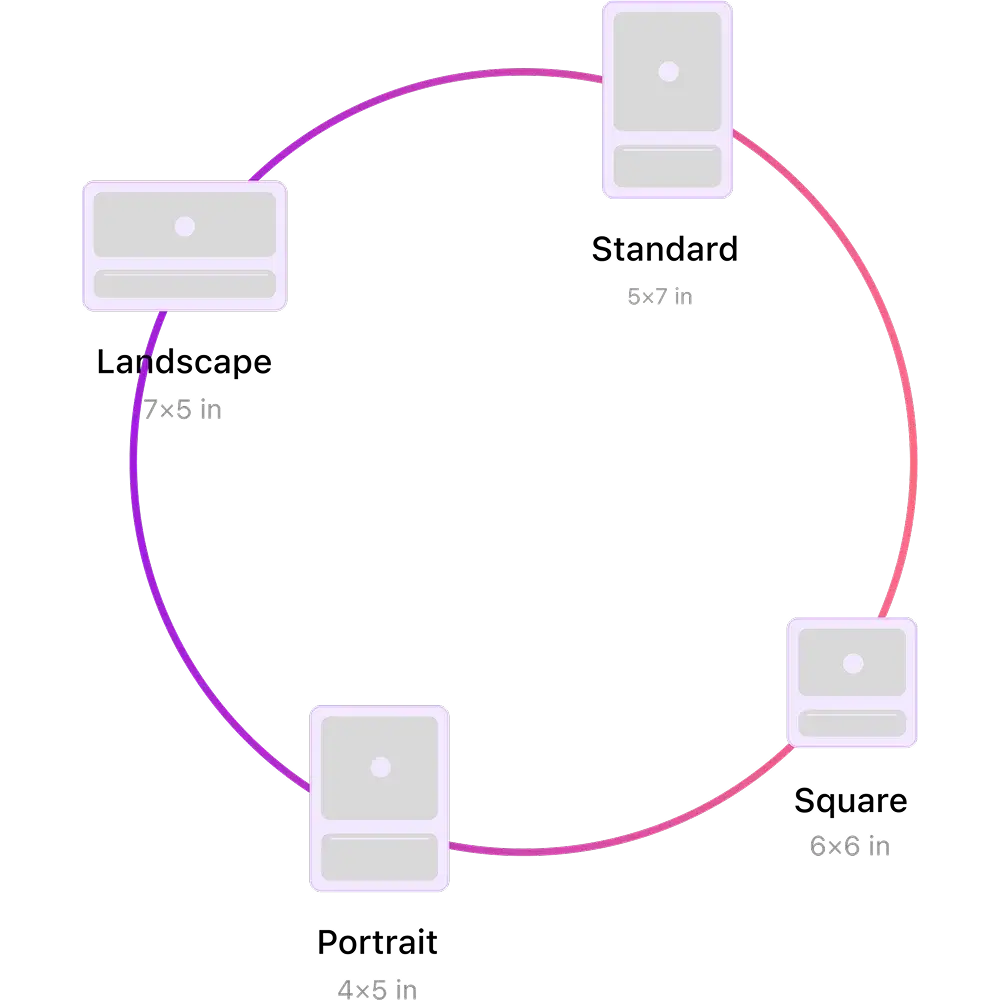 Standard
5×7 in
Landscape
7×5 in
Square
6×6 in
Portrait
4×5 in